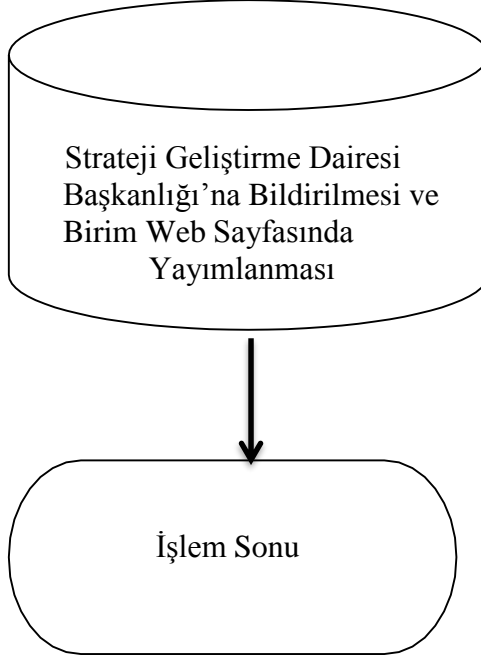 Strateji Geliştirme Dairesi
Başkanlığı’na Bildirilmesi ve
Birim Web Sayfasında
Yayımlanması
İşlem Sonu